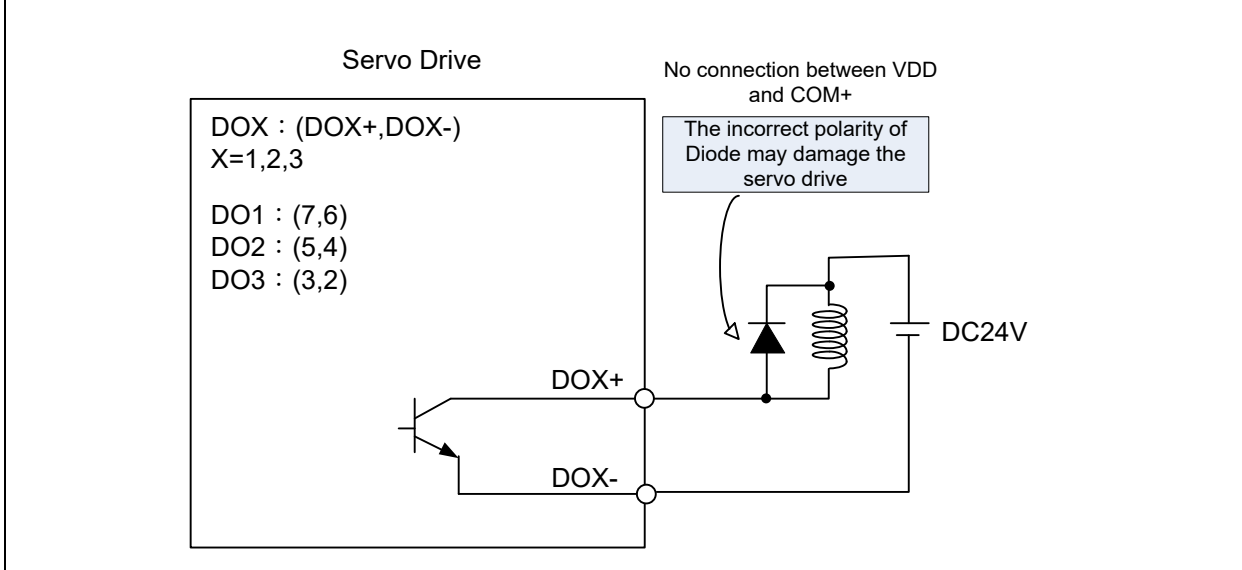 Servo Drive
No connection between VDD
and COM+
The incorrect polarity of
Diode may damage the
servo drive
DOX：(DOX+,DOX-)
X=1,2,3
DO1：(7,6)
DO2：(5,4)
DO3：(3,2)
DC24V
DOX+
DOX-